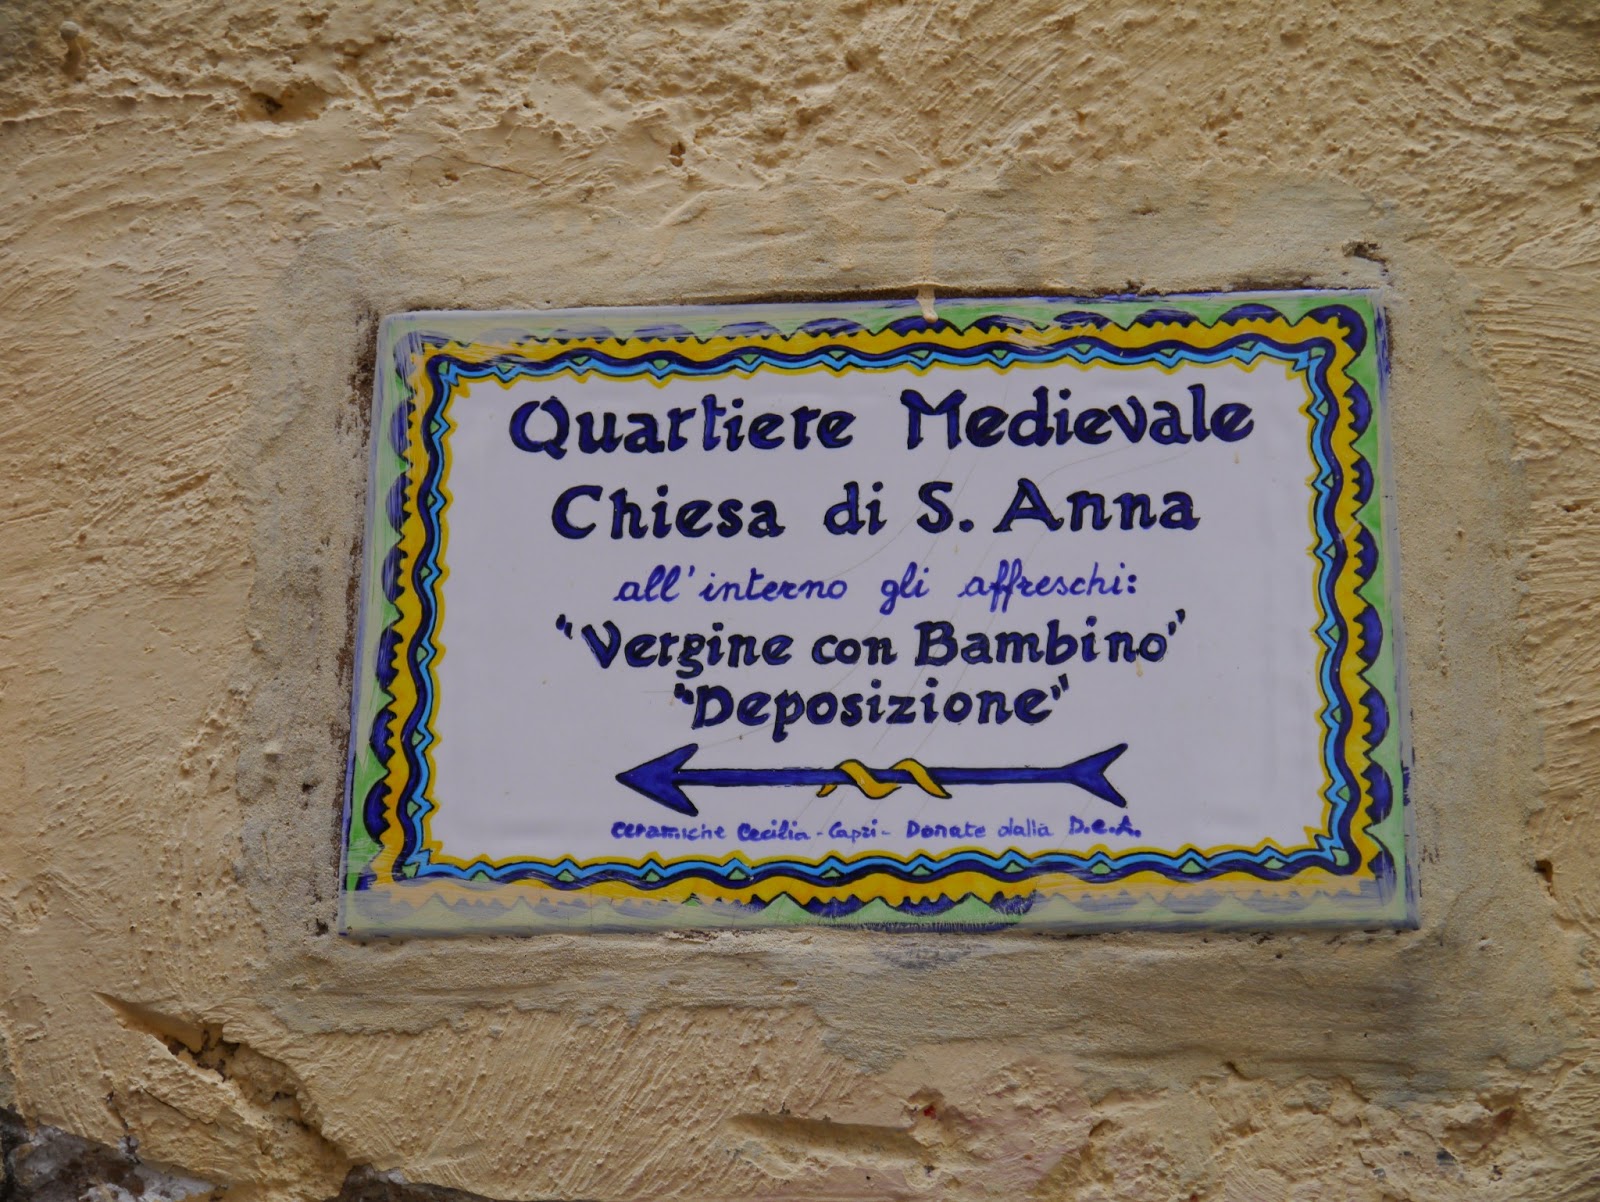 Quartiere Medievale
Chiesa di S. Anna
all'interno gli affreschi:
"Vergine con Bambino"
"Deposizione"
Ceramiche Cecilia - Capri - Donate dalla D.E.A.